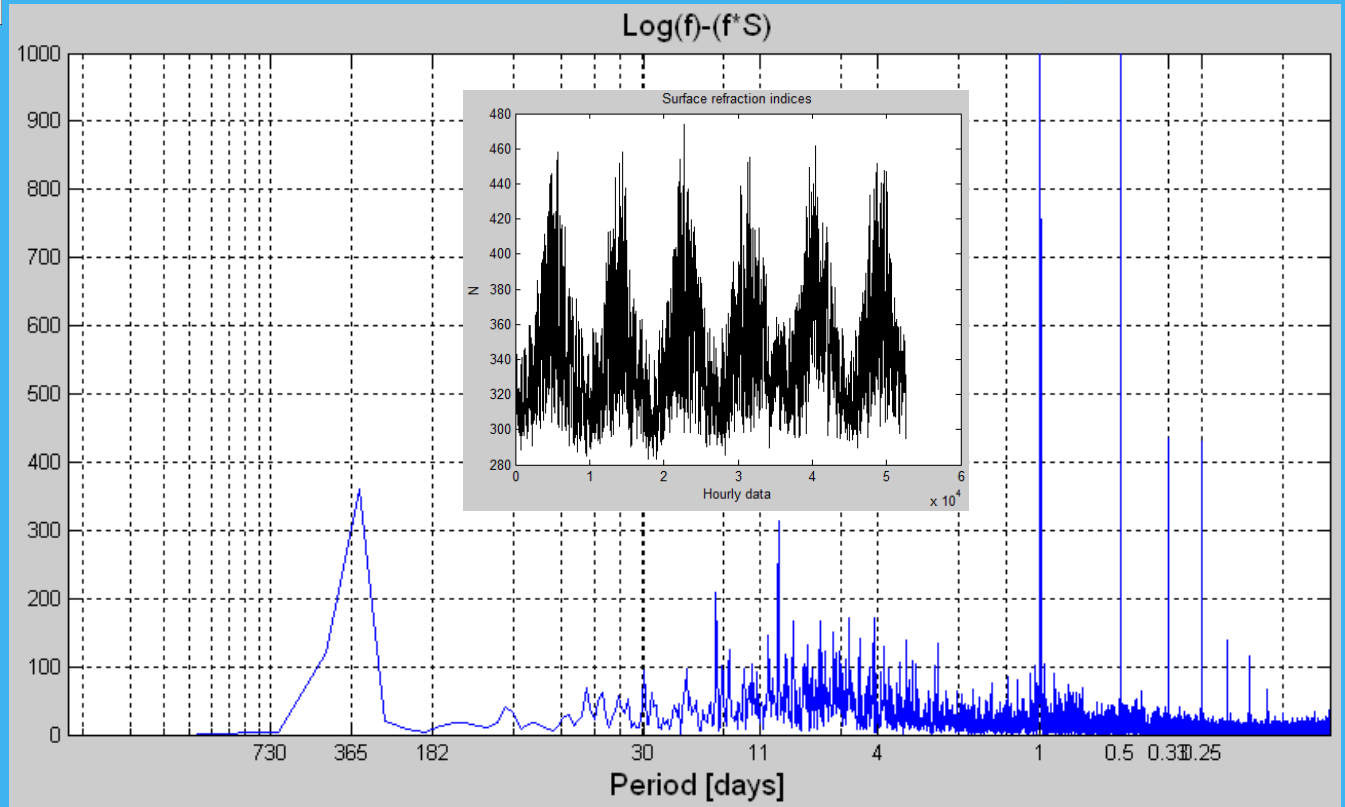 Log(f)-(f*S)
1000
900
800
700
600
500
400
300
200
100
0
Surface refraction indices
480
460
440
420
400
380
360
340
320
300
280
N
0 1 2 3 4 5 6
Hourly data
x 10^4
730 365 182 30 11 4 1 0.5 0.33 0.25
Period [days]